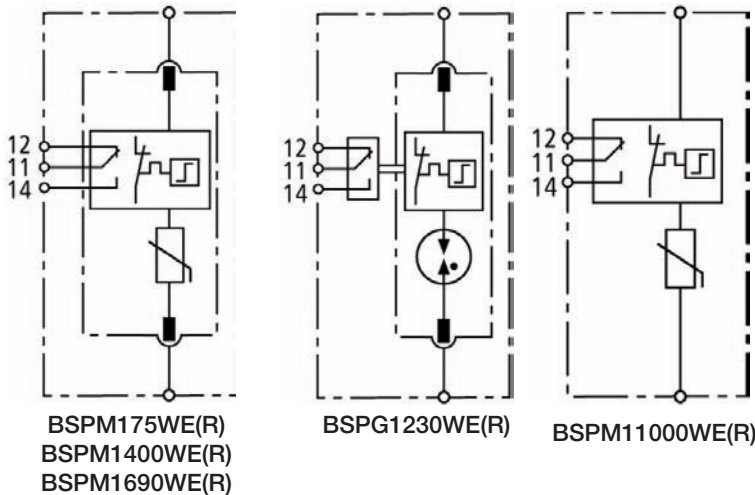 12
11
14
12
11
14
12
11
14
BSPM175WE(R)
BSPM1400WE(R)
BSPM1690WE(R)
BSPG1230WE(R)
BSPM11000WE(R)